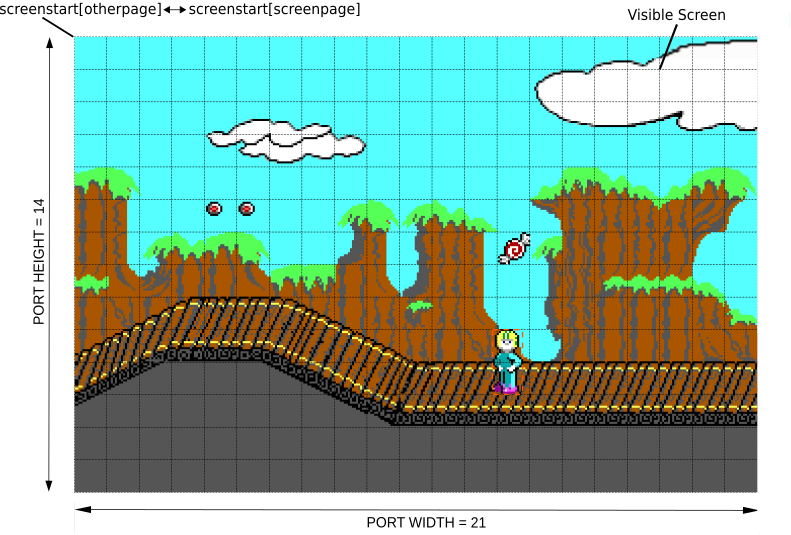 screenstart[otherpage]↔screenstart[screenpage]
Visible Screen
PORT HEIGHT = 14
PORT WIDTH = 21